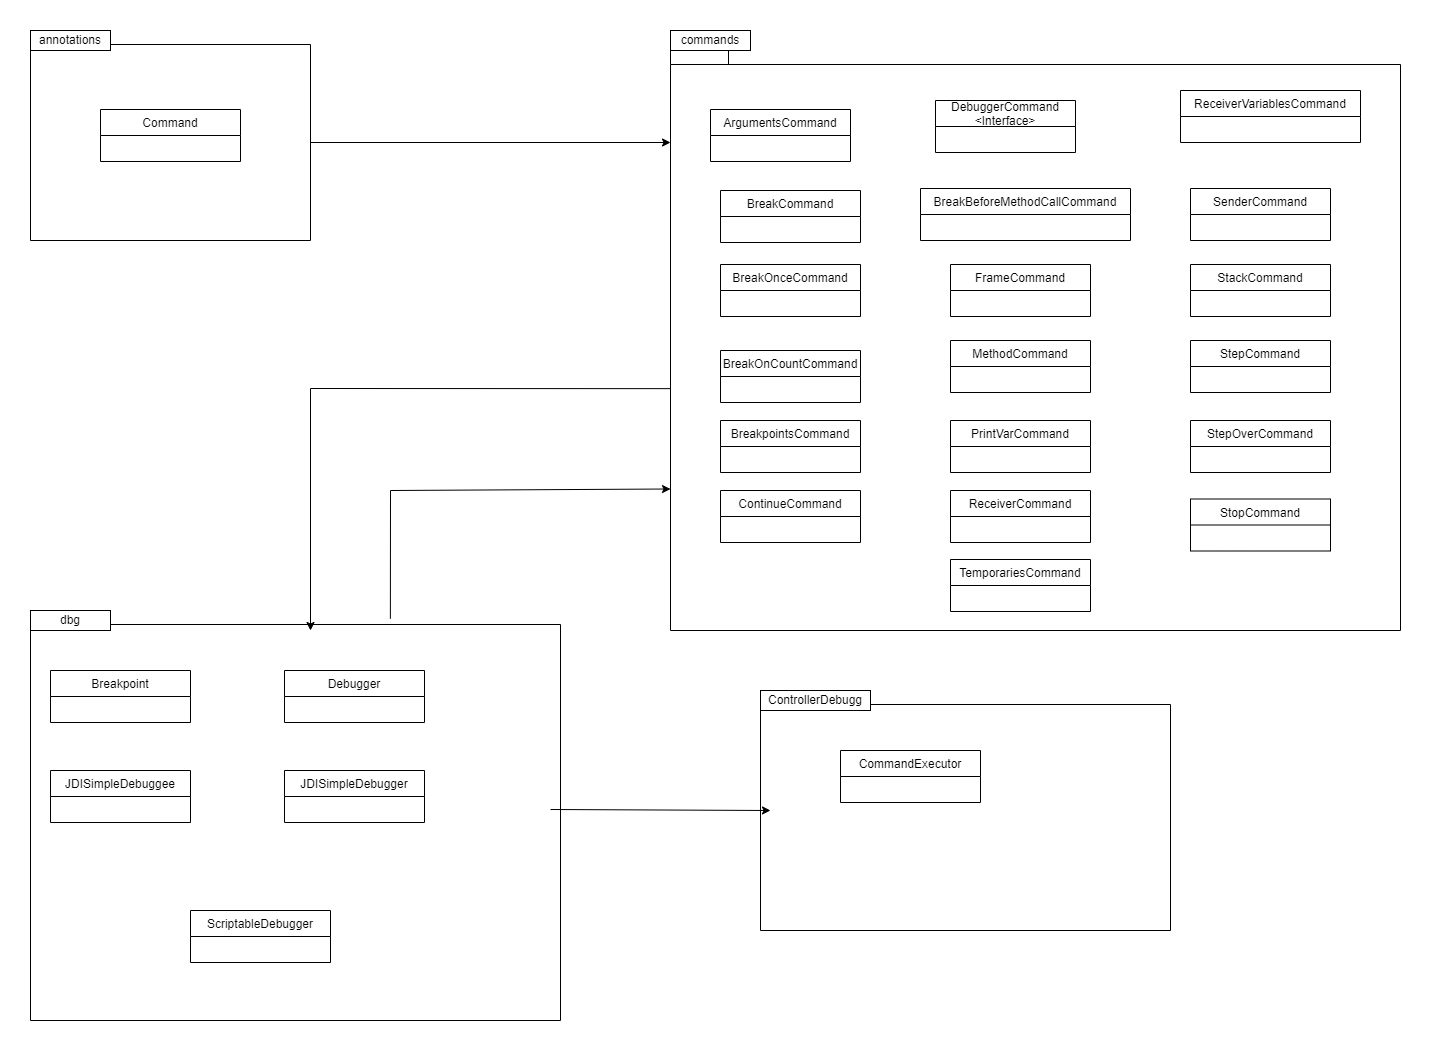 annotations
Command
commands
ArgumentsCommand
DebuggerCommand
<Interface>
ReceiverVariablesCommand
BreakCommand
BreakBeforeMethodCallCommand
SenderCommand
BreakOnceCommand
FrameCommand
StackCommand
BreakOnCountCommand
MethodCommand
StepCommand
BreakpointsCommand
PrintVarCommand
StepOverCommand
ContinueCommand
ReceiverCommand
StopCommand
TemporariesCommand
dbg
Breakpoint
Debugger
JDISimpleDebuggee
JDISimpleDebugger
ScriptableDebugger
ControllerDebugg
CommandExecutor